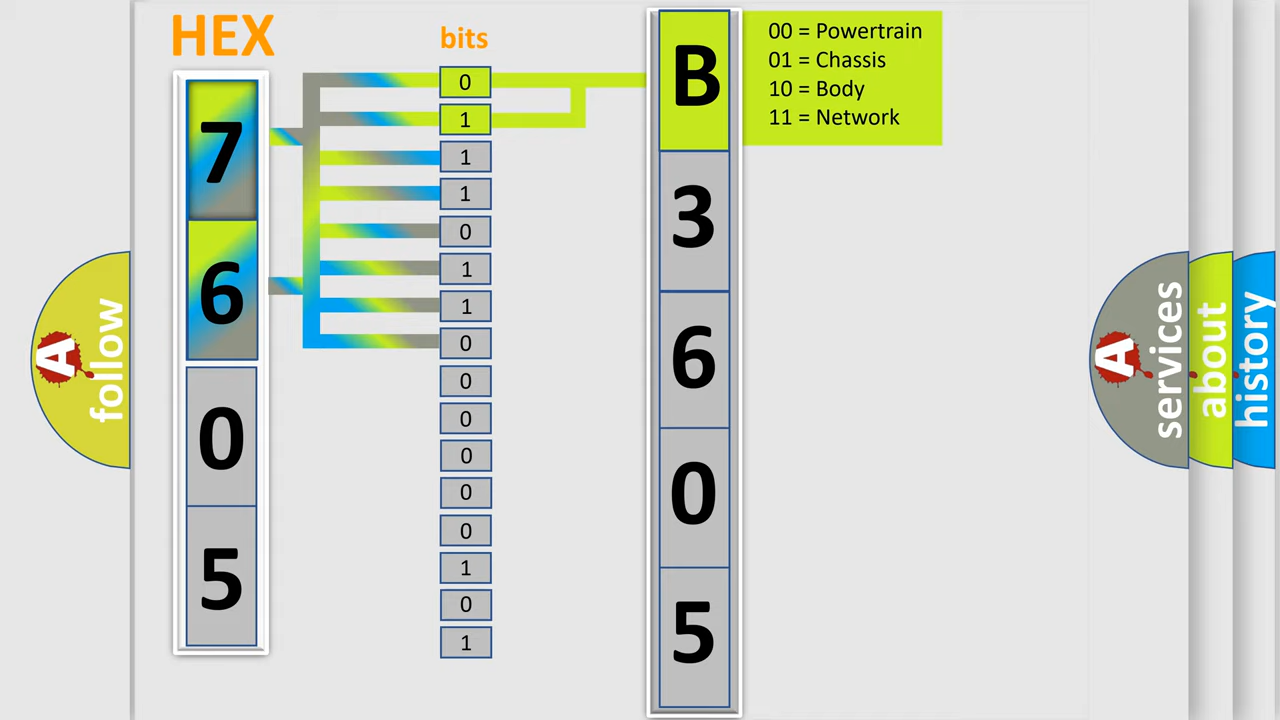 HEX
bits
7
6
0
5
0
1
1
1
0
1
1
0
0
0
0
0
0
1
0
1
B
3
6
0
5
00 = Powertrain
01 = Chassis
10 = Body
11 = Network
A
follow
A
services
about
history